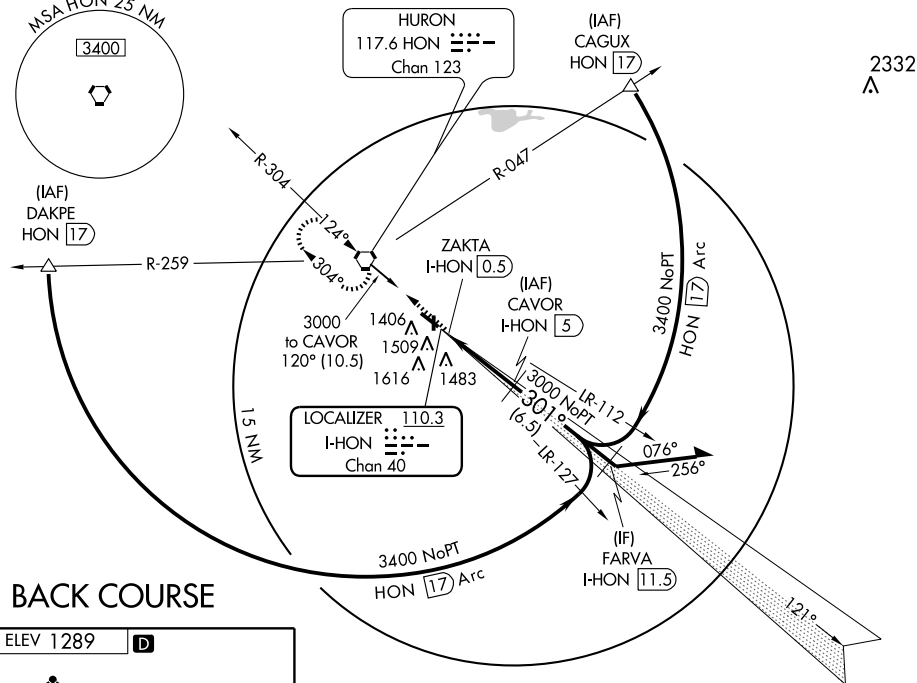 MSA HON 25 NM
3400
HURON
117.6 HON
Chan 123
(IAF)
CAGUX
HON 17
2332
R-304
R-047
(IAF)
DAKPE
HON 17
124°
R-259
304°
ZAKTA
I-HON 0.5
(IAF)
CAVOR
I-HON 5
3400 NoPT
HON 17 Arc
3000
to CAVOR
120° (10.5)
1406
1509
1616
1483
3000 NoPT
301°
(6.5)
LR-112
LR-127
076°
256°
15 NM
LOCALIZER 110.3
I-HON
Chan 40
(IF)
FARVA
I-HON 11.5
3400 NoPT
HON 17 Arc
121°
BACK COURSE
ELEV 1289 D